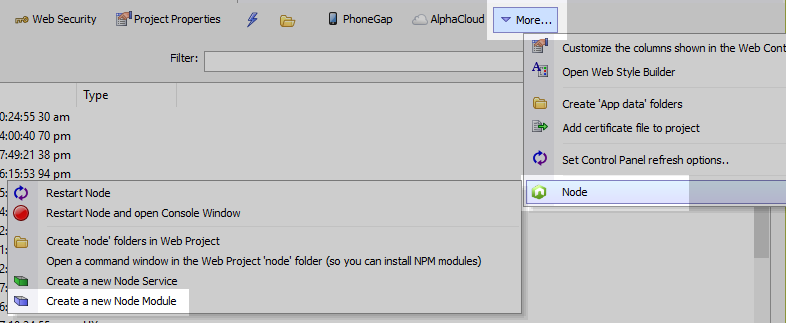 Web Security Project Properties PhoneGap AlphaCloud More...
Customize the columns shown in the Web Cont
Filter:
Open Web Style Builder
Type
Create 'App data' folders
0:24:55 30 am
Add certificate file to project
4:00:40 70 pm
7:49:21 38 pm
Set Control Panel refresh options..
6:15:53 94 pm
Restart Node
Node
Restart Node and open Console Window
Create 'node' folders in Web Project
Open a command window in the Web Project 'node' folder (so you can install NPM modules)
Create a new Node Service
Create a new Node Module